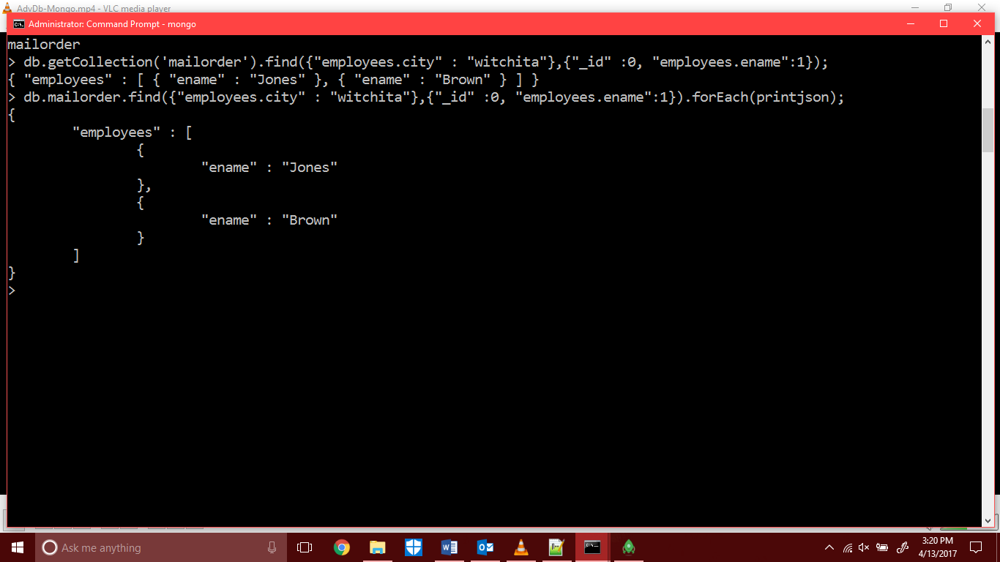 AdvDb-Mongo.mp4 - VLC media player
Administrator: Command Prompt - mongo
mailorder
> db.getCollection('mailorder').find({"employees.city" : "witchita"},{"_id" :0, "employees.ename":1});
{ "employees" : [ { "ename" : "Jones" }, { "ename" : "Brown" } ] }
> db.mailorder.find({"employees.city" : "witchita"},{"_id" :0, "employees.ename":1}).forEach(printjson);
{
        "employees" : [
                {
                        "ename" : "Jones"
                },
                {
                        "ename" : "Brown"
                }
        ]
}
>
Ask me anything
3:20 PM
4/13/2017